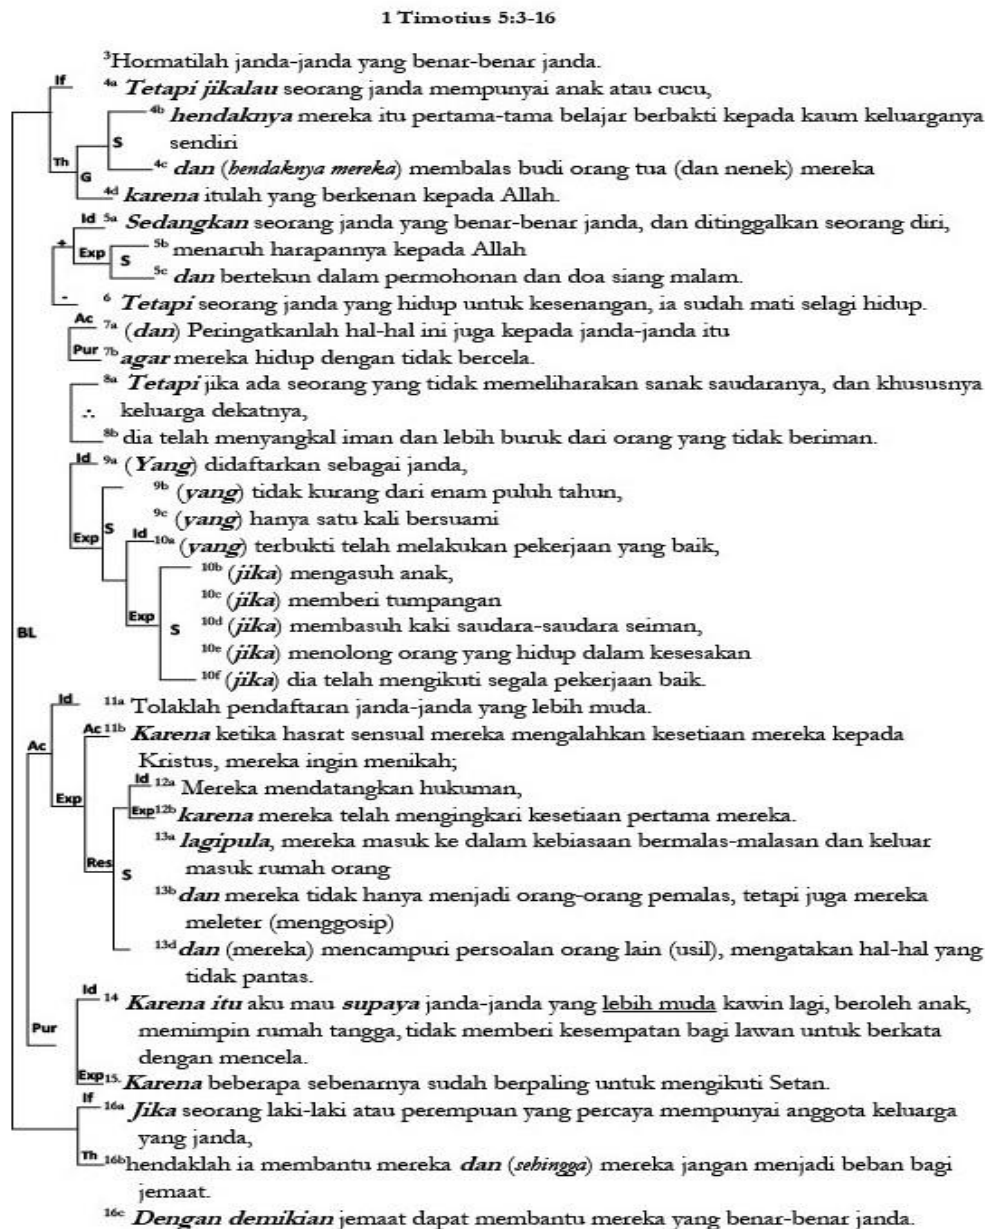 1 Timotius 5:3-16
³Hormatilah janda-janda yang benar-benar janda.
If ⁴ᵃ Tetapi jikalau seorang janda mempunyai anak atau cucu,
⁴ᵇ hendaknya mereka itu pertama-tama belajar berbakti kepada kaum keluarganya
S sendiri
Th ⁴ᶜ dan (hendaknya mereka) membalas budi orang tua (dan nenek) mereka
G
⁴ᵈ karena itulah yang berkenan kepada Allah.
Id ⁵ᵃ Sedangkan seorang janda yang benar-benar janda, dan ditinggalkan seorang diri,
+ Exp S ⁵ᵇ menaruh harapannya kepada Allah
⁵ᶜ dan bertekun dalam permohonan dan doa siang malam.
- ⁶ Tetapi seorang janda yang hidup untuk kesenangan, ia sudah mati selagi hidup.
Ac ⁷ᵃ (dan) Peringatkanlah hal-hal ini juga kepada janda-janda itu
Pur ⁷ᵇ agar mereka hidup dengan tidak bercela.
⁸ᵃ Tetapi jika ada seorang yang tidak memeliharakan sanak saudaranya, dan khususnya
∴ keluarga dekatnya,
⁸ᵇ dia telah menyangkal iman dan lebih buruk dari orang yang tidak beriman.
Id ⁹ᵃ (Yang) didaftarkan sebagai janda,
⁹ᵇ (yang) tidak kurang dari enam puluh tahun,
S ⁹ᶜ (yang) hanya satu kali bersuami
Exp Id ¹⁰ᵃ (yang) terbukti telah melakukan pekerjaan yang baik,
¹⁰ᵇ (jika) mengasuh anak,
¹⁰ᶜ (jika) memberi tumpangan
BL Exp S ¹⁰ᵈ (jika) membasuh kaki saudara-saudara seiman,
¹⁰ᵉ (jika) menolong orang yang hidup dalam kesesakan
¹⁰ᶠ (jika) dia telah mengikuti segala pekerjaan baik.
Id ¹¹ᵃ Tolaklah pendaftaran janda-janda yang lebih muda.
Ac Ac ¹¹ᵇ Karena ketika hasrat sensual mereka mengalahkan kesetiaan mereka kepada
Kristus, mereka ingin menikah;
Exp Id ¹²ᵃ Mereka mendatangkan hukuman,
Exp ¹²ᵇ karena mereka telah mengingkari kesetiaan pertama mereka.
¹³ᵃ lagipula, mereka masuk ke dalam kebiasaan bermalas-malasan dan keluar
Res S masuk rumah orang
¹³ᵇ dan mereka tidak hanya menjadi orang-orang pemalas, tetapi juga mereka
meleter (menggosip)
¹³ᵈ dan (mereka) mencampuri persoalan orang lain (usil), mengatakan hal-hal yang
tidak pantas.
Id ¹⁴ Karena itu aku mau supaya janda-janda yang lebih muda kawin lagi, beroleh anak,
Pur memimpin rumah tangga, tidak memberi kesempatan bagi lawan untuk berkata
dengan mencela.
Exp 15. Karena beberapa sebenarnya sudah berpaling untuk mengikuti Setan.
If ¹⁶ᵃ Jika seorang laki-laki atau perempuan yang percaya mempunyai anggota keluarga
yang janda,
Th ¹⁶ᵇ hendaklah ia membantu mereka dan (sehingga) mereka jangan menjadi beban bagi
jemaat.
¹⁶ᶜ Dengan demikian jemaat dapat membantu mereka yang benar-benar janda.